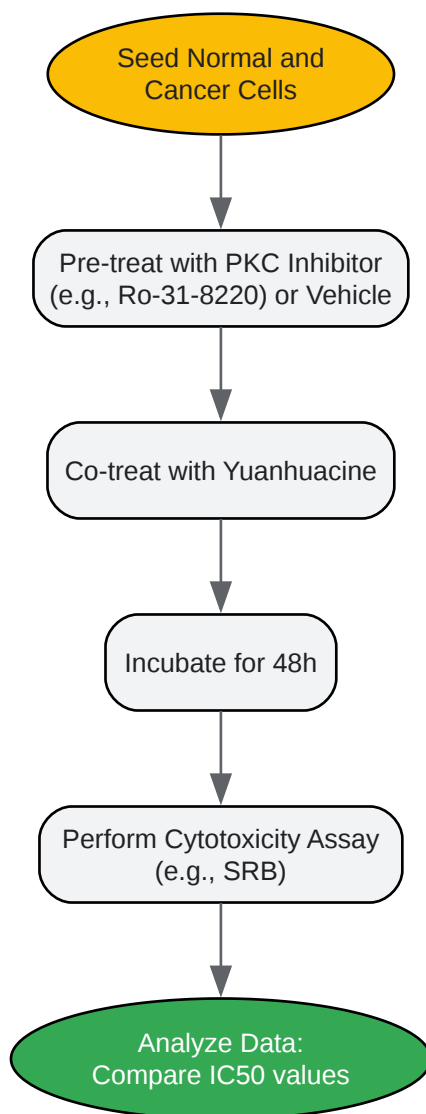 Seed Normal and
Cancer Cells
Pre-treat with PKC Inhibitor
(e.g., Ro-31-8220) or Vehicle
Co-treat with Yuanhuacine
Incubate for 48h
Perform Cytotoxicity Assay
(e.g., SRB)
Analyze Data:
Compare IC50 values